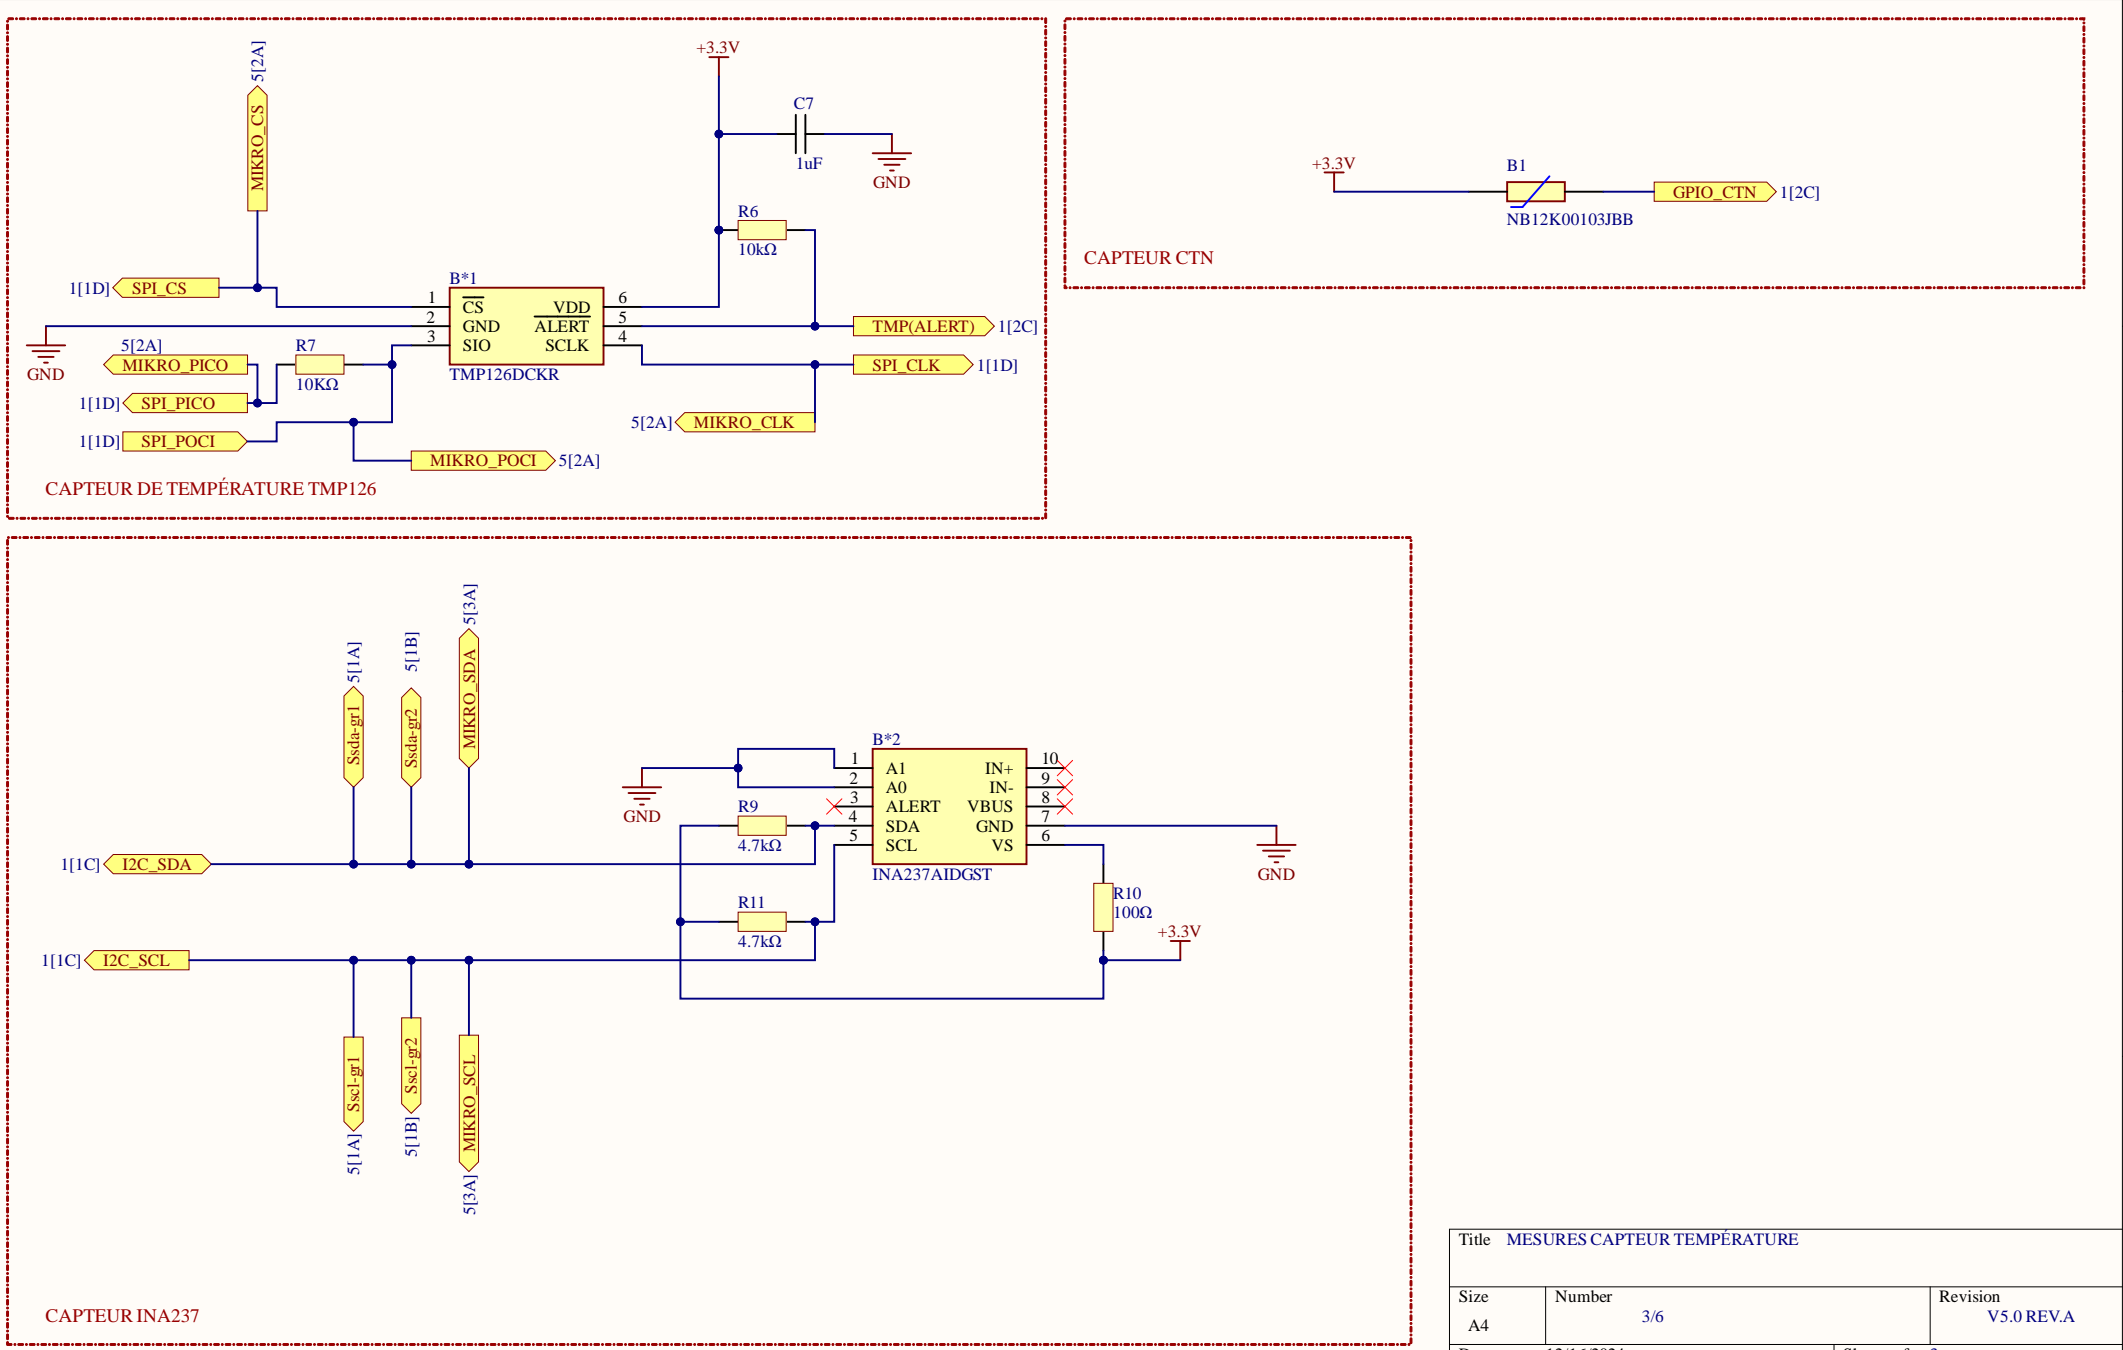 5[2A]
MIKRO_CS
+3.3V
C7
1uF
GND
R6
10kΩ
1[1D]
SPI_CS
B*1
1
CS
VDD
6
2
GND
ALERT
5
3
SIO
SCLK
4
TMP126DCKR
GND
5[2A]
MIKRO_PICO
R7
10KΩ
1[1D]
SPI_PICO
1[1D]
SPI_POCI
MIKRO_POCI
5[2A]
TMP(ALERT)
1[2C]
SPI_CLK
1[1D]
5[2A]
MIKRO_CLK
CAPTEUR DE TEMPÉRATURE TMP126
+3.3V
B1
NB12K00103JBB
GPIO_CTN
1[2C]
CAPTEUR CTN
5[1A]
Ssda-gr1
5[1B]
Ssda-gr2
5[3A]
MIKRO_SDA
1[1C]
I2C_SDA
1[1C]
I2C_SCL
Sscl-gr1
5[1A]
Sscl-gr2
5[1B]
MIKRO_SCL
5[3A]
GND
R9
4.7kΩ
R11
4.7kΩ
B*2
1
A1
IN+
10
2
A0
IN-
9
3
ALERT
VBUS
8
4
SDA
GND
7
5
SCL
VS
6
INA237AIDGST
R10
100Ω
+3.3V
GND
CAPTEUR INA237
Title
MESURES CAPTEUR TEMPÉRATURE
Size
A4
Number
3/6
Revision
V5.0 REV.A